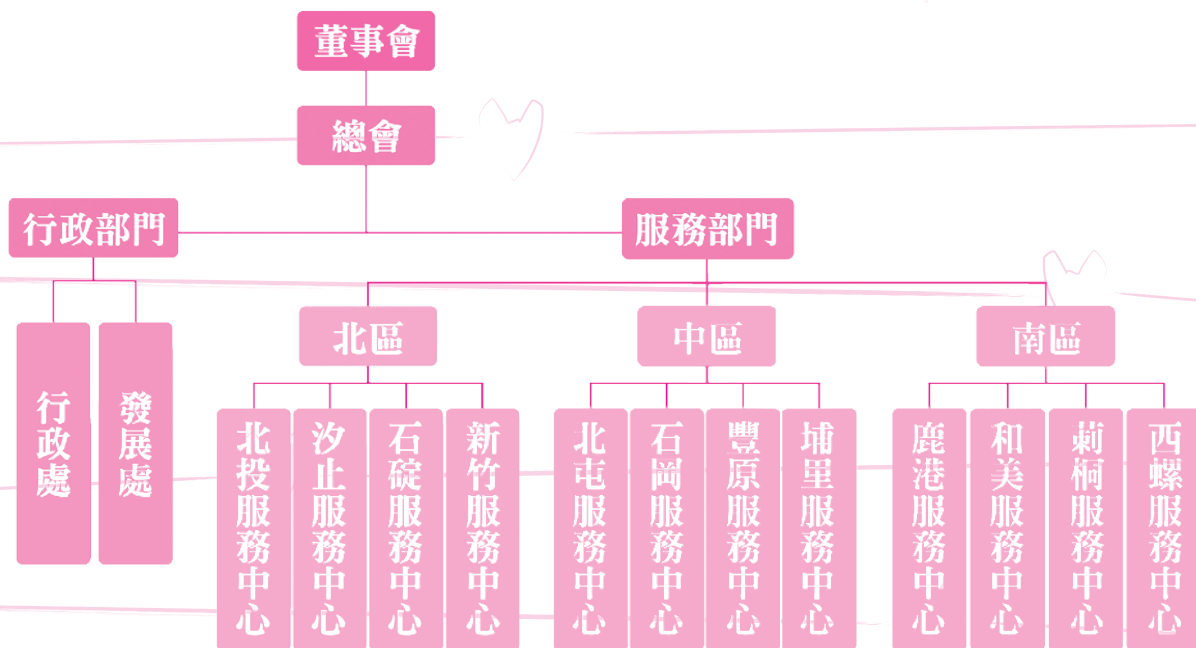 董事會
總會
行政部門
服務部門
行政處
發展處
北區
中區
南區
北投服務中心
汐止服務中心
石碇服務中心
新竹服務中心
北屯服務中心
石岡服務中心
豐原服務中心
埔里服務中心
鹿港服務中心
和美服務中心
莿桐服務中心
西螺服務中心